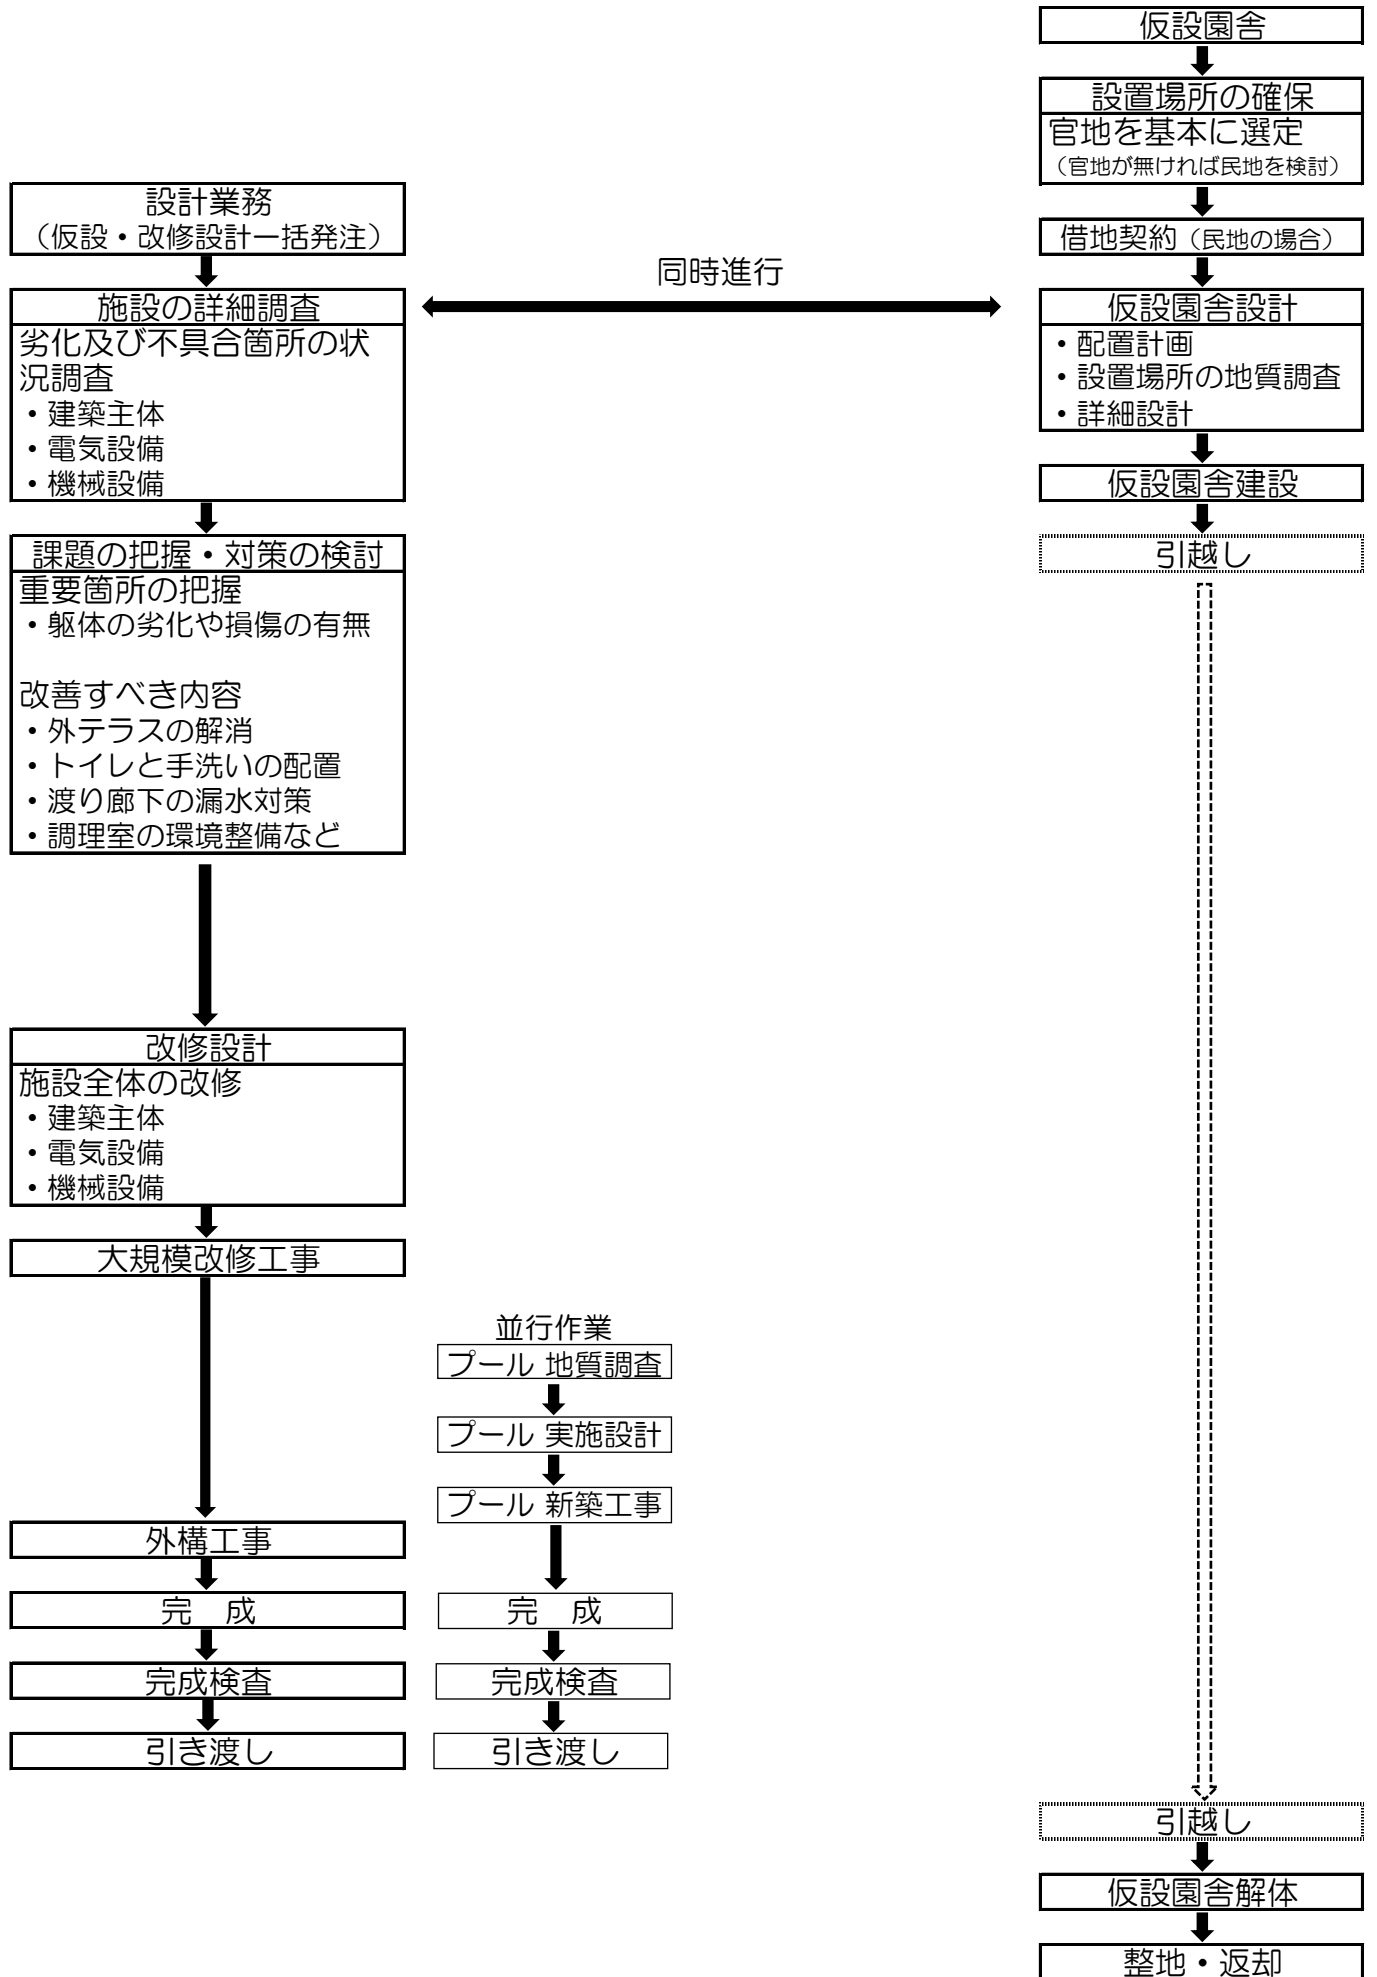 仮設園舎
設置場所の確保
官地を基本に選定
（官地が無ければ民地を検討）
借地契約（民地の場合）
仮設園舎設計
・配置計画
・設置場所の地質調査
・詳細設計
仮設園舎建設
引越し
設計業務
（仮設・改修設計一括発注）
同時進行
施設の詳細調査
劣化及び不具合箇所の状
況調査
・建築主体
・電気設備
・機械設備
課題の把握・対策の検討
重要箇所の把握
・躯体の劣化や損傷の有無
改善すべき内容
・外テラスの解消
・トイレと手洗いの配置
・渡り廊下の漏水対策
・調理室の環境整備など
改修設計
施設全体の改修
・建築主体
・電気設備
・機械設備
大規模改修工事
外構工事
完　成
完成検査
引き渡し
並行作業
プール 地質調査
プール 実施設計
プール 新築工事
完　成
完成検査
引き渡し
引越し
仮設園舎解体
整地・返却